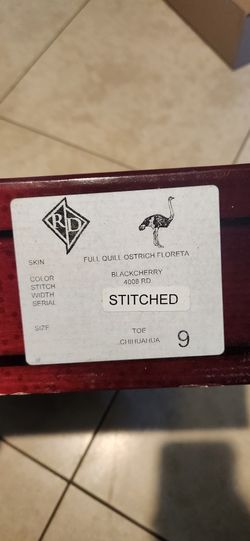 RD
SKIN FULL QUILL OSTRICH FLORETA
COLOR BLACKCHERRY
STITCH 4008 RD
WIDTH
SERIAL STITCHED
SIZE TOE 9
CHIHUAHUA